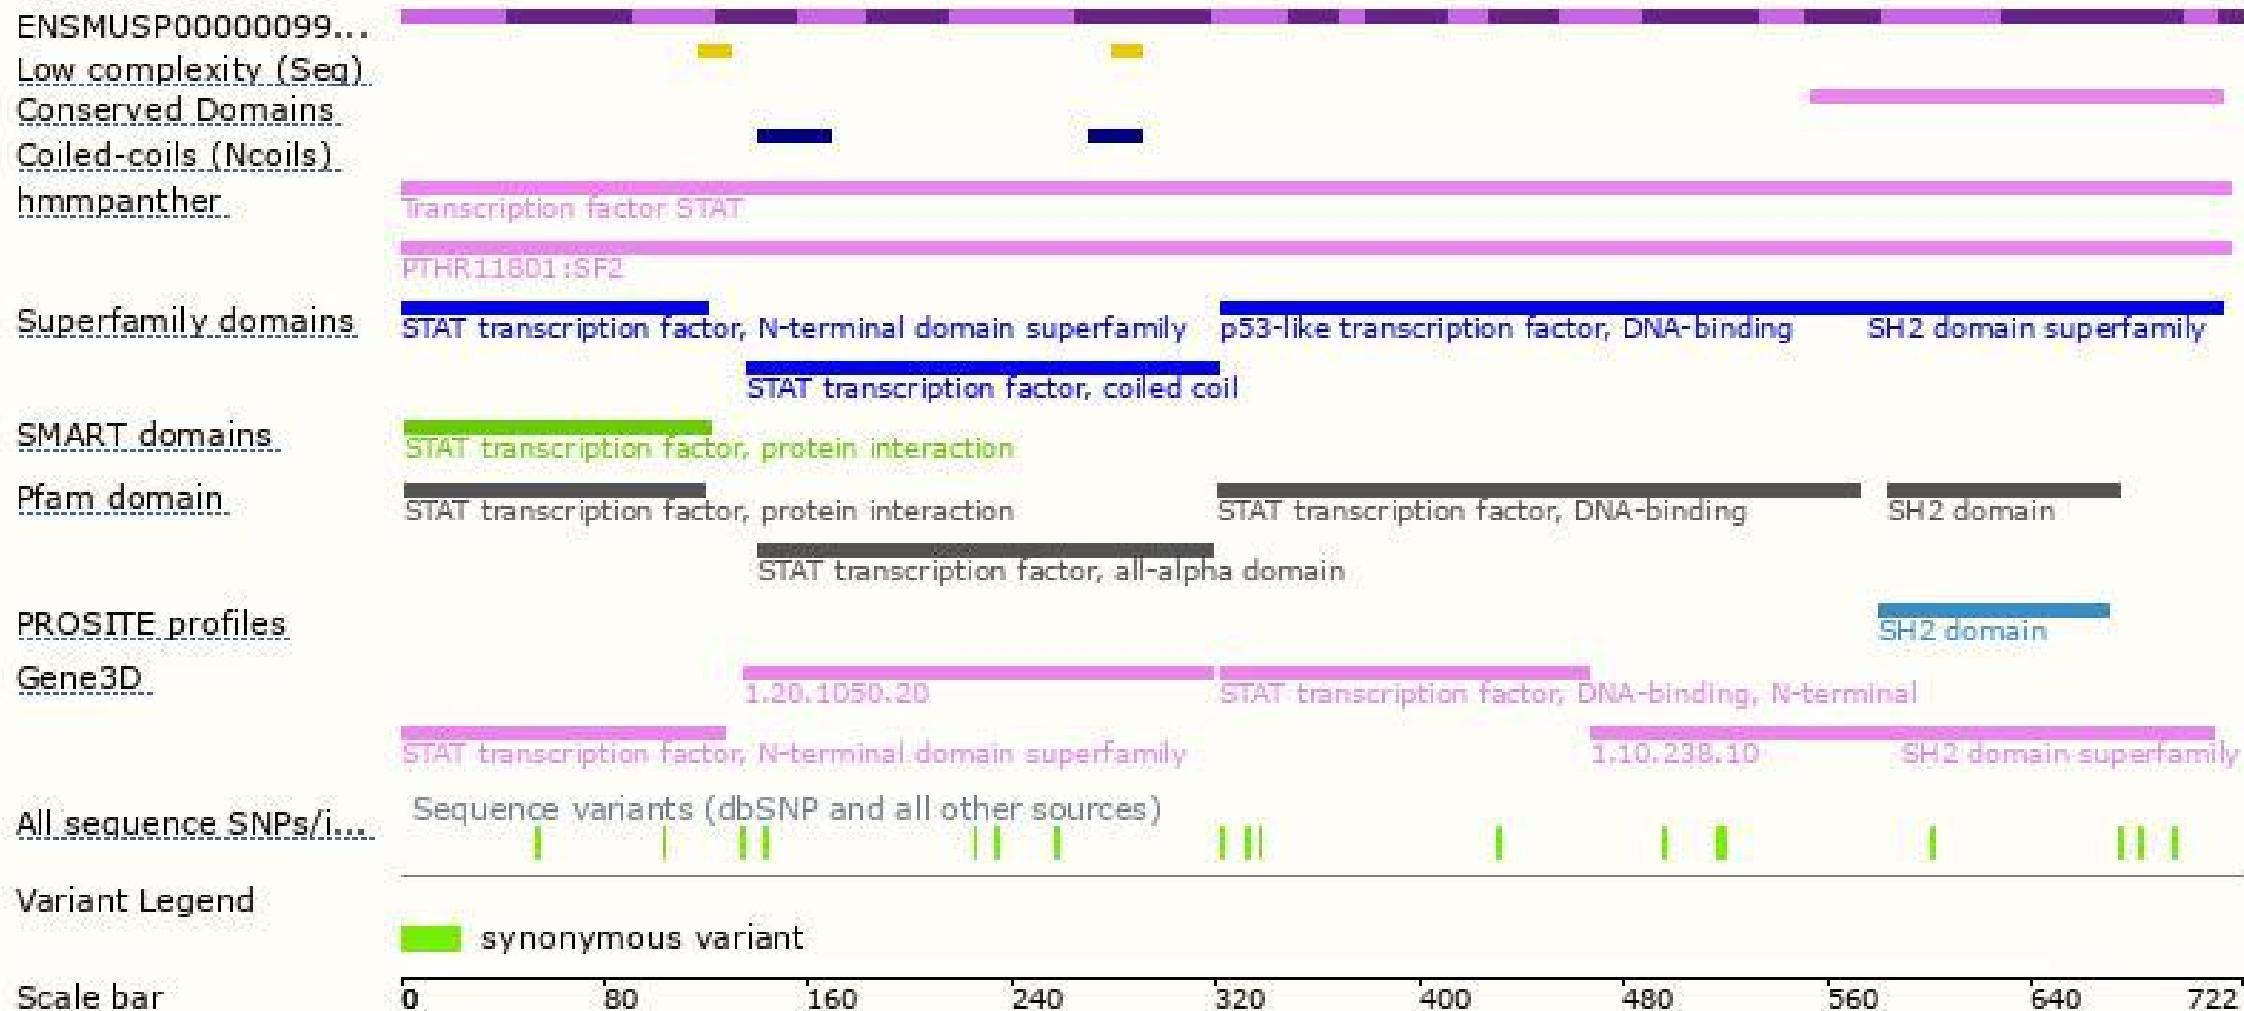 ENSMUSP00000099...
Low complexity (Seg)
Conserved Domains
Coiled-coils (Ncoils)
hmmpanther
Transcription factor STAT
PTHR11801:SF2
Superfamily domains
STAT transcription factor, N-terminal domain superfamily p53-like transcription factor, DNA-binding SH2 domain superfamily
STAT transcription factor, coiled coil
SMART domains
STAT transcription factor, protein interaction
Pfam domain
STAT transcription factor, protein interaction STAT transcription factor, DNA-binding SH2 domain
STAT transcription factor, all-alpha domain
PROSITE profiles
SH2 domain
Gene3D
1.20.1050.20 STAT transcription factor, DNA-binding, N-terminal
STAT transcription factor, N-terminal domain superfamily 1.10.238.10 SH2 domain superfamily
All sequence SNPs/i...
Sequence variants (dbSNP and all other sources)
Variant Legend
synonymous variant
Scale bar
0 80 160 240 320 400 480 560 640 722